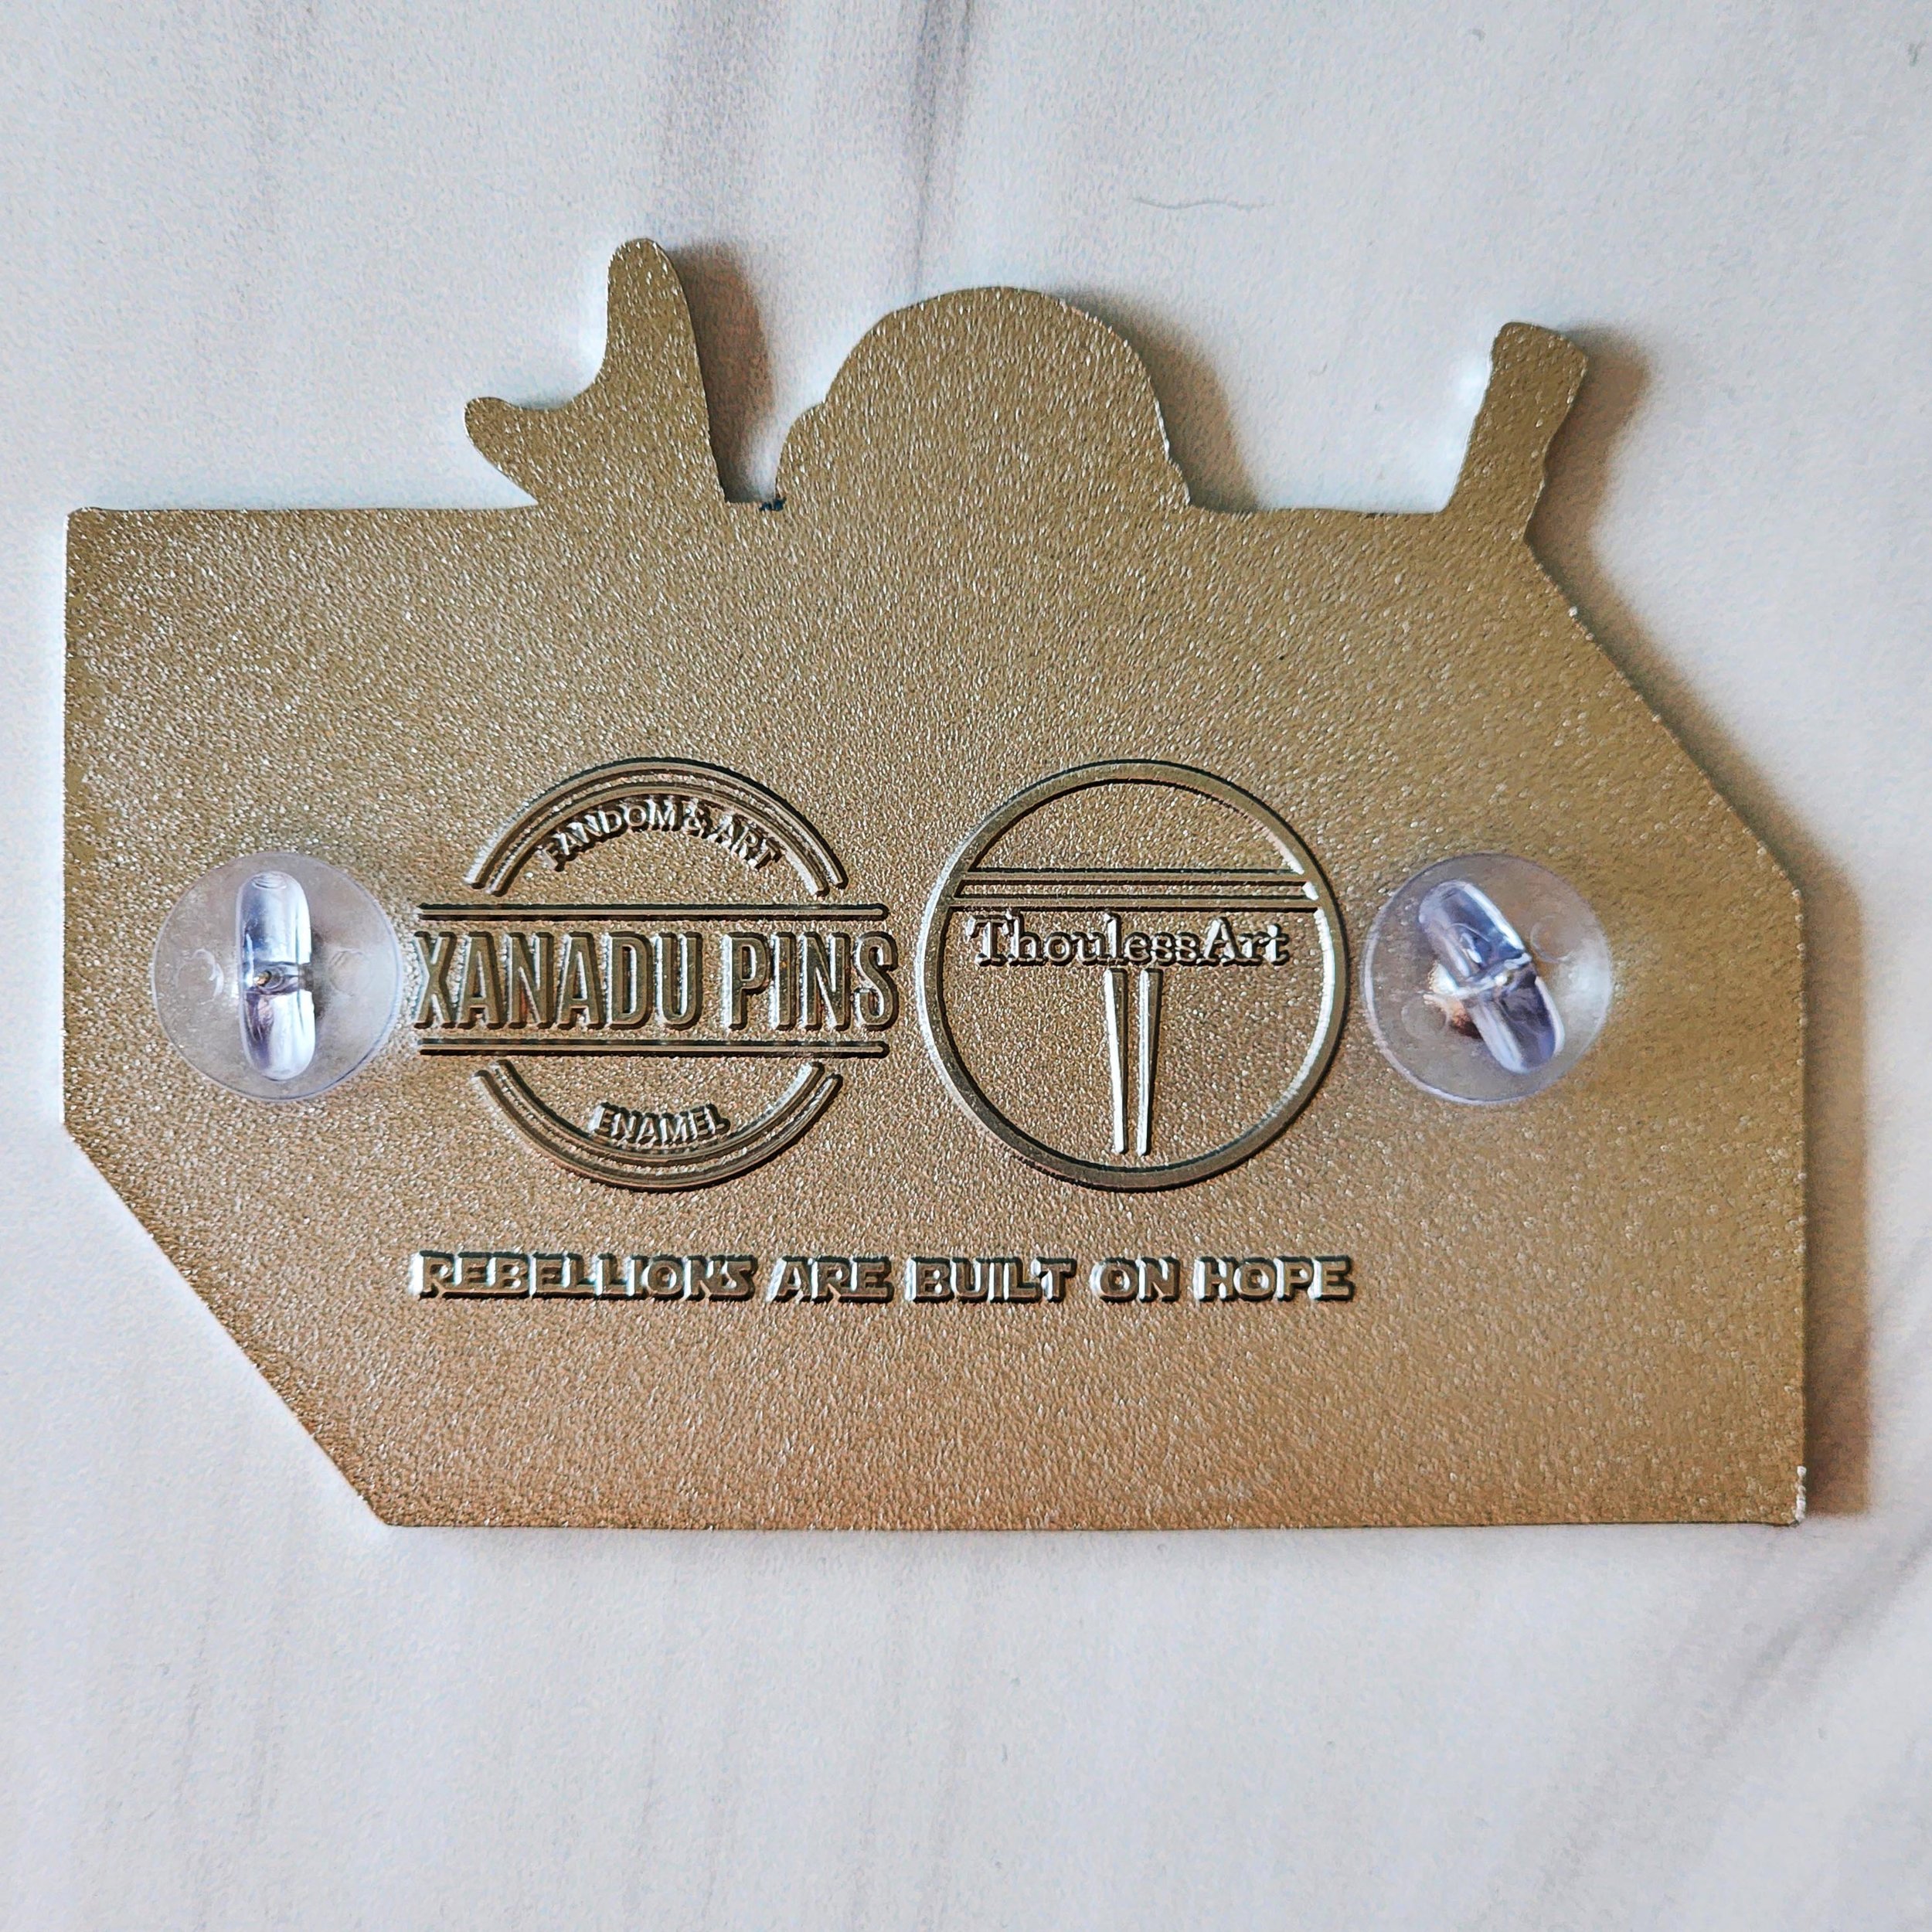 FANDOM & ART
XANADU PINS
ENAMEL
ThoulessArt
REBELLIONS ARE BUILT ON HOPE